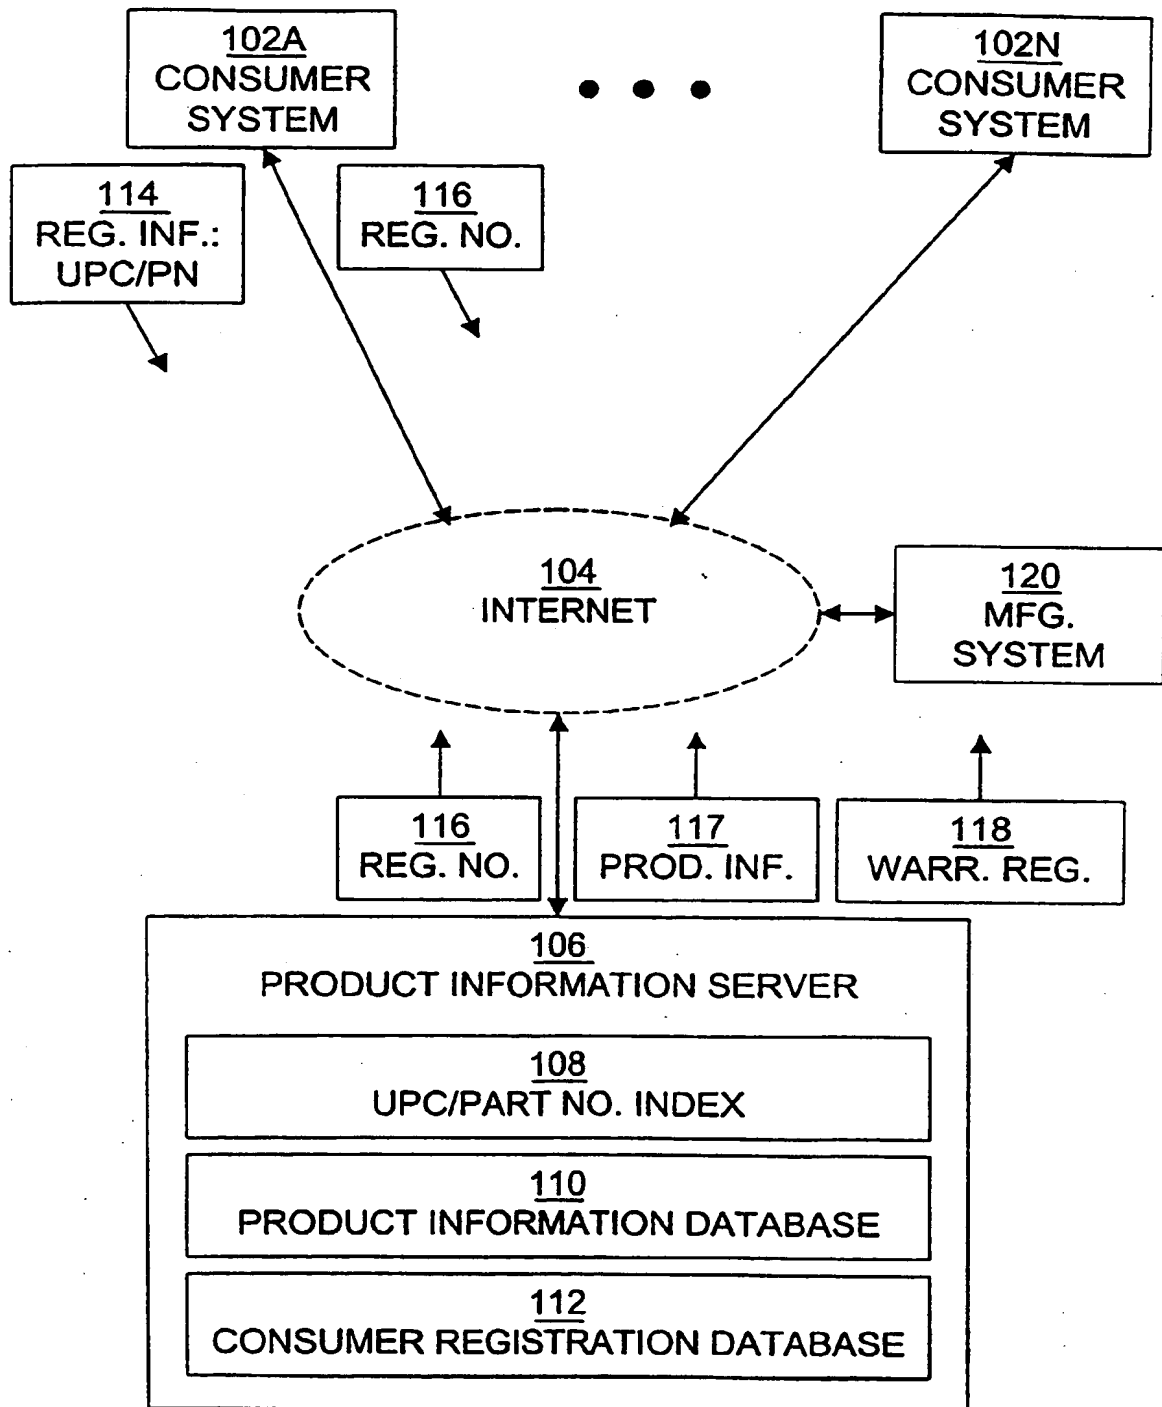 102A
CONSUMER
SYSTEM
102N
CONSUMER
SYSTEM
114
REG. INF.:
UPC/PN
116
REG. NO.
104
INTERNET
120
MFG.
SYSTEM
116
REG. NO.
117
PROD. INF.
118
WARR. REG.
106
PRODUCT INFORMATION SERVER
108
UPC/PART NO. INDEX
110
PRODUCT INFORMATION DATABASE
112
CONSUMER REGISTRATION DATABASE